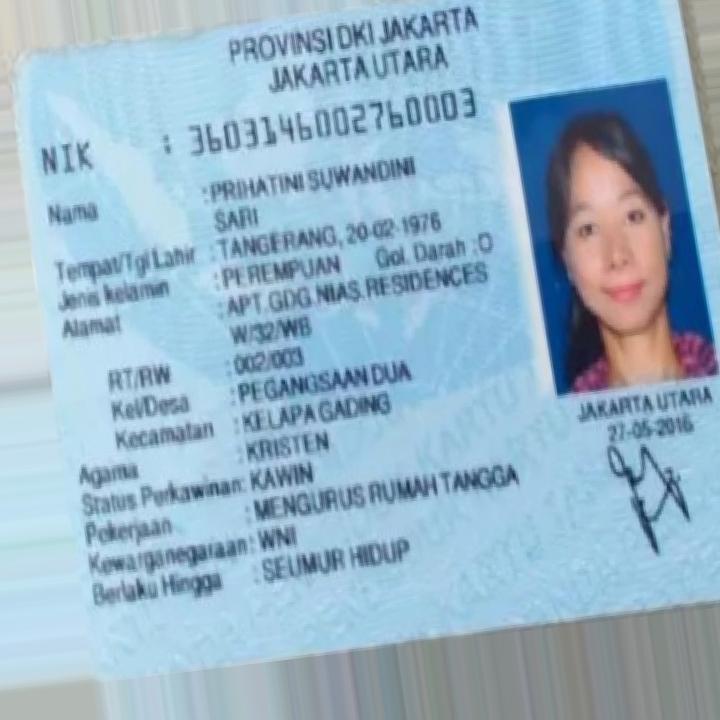 PROVINSI DKI JAKARTA
JAKARTA UTARA
NIK : 3603146002760003
Nama : PRIHATINI SUWANDINI
SARI
Tempat/Tgl Lahir : TANGERANG, 20-02-1976
Jenis kelamin : PEREMPUAN Gol. Darah : O
Alamat : APT.GDG.NIAS.RESIDENCES
W/32/WB
RT/RW : 002/003
Kel/Desa : PEGANGSAAN DUA
Kecamatan : KELAPA GADING
Agama : KRISTEN
Status Perkawinan: KAWIN
Pekerjaan : MENGURUS RUMAH TANGGA
Kewarganegaraan: WNI
Berlaku Hingga : SEUMUR HIDUP
JAKARTA UTARA
27-05-2016